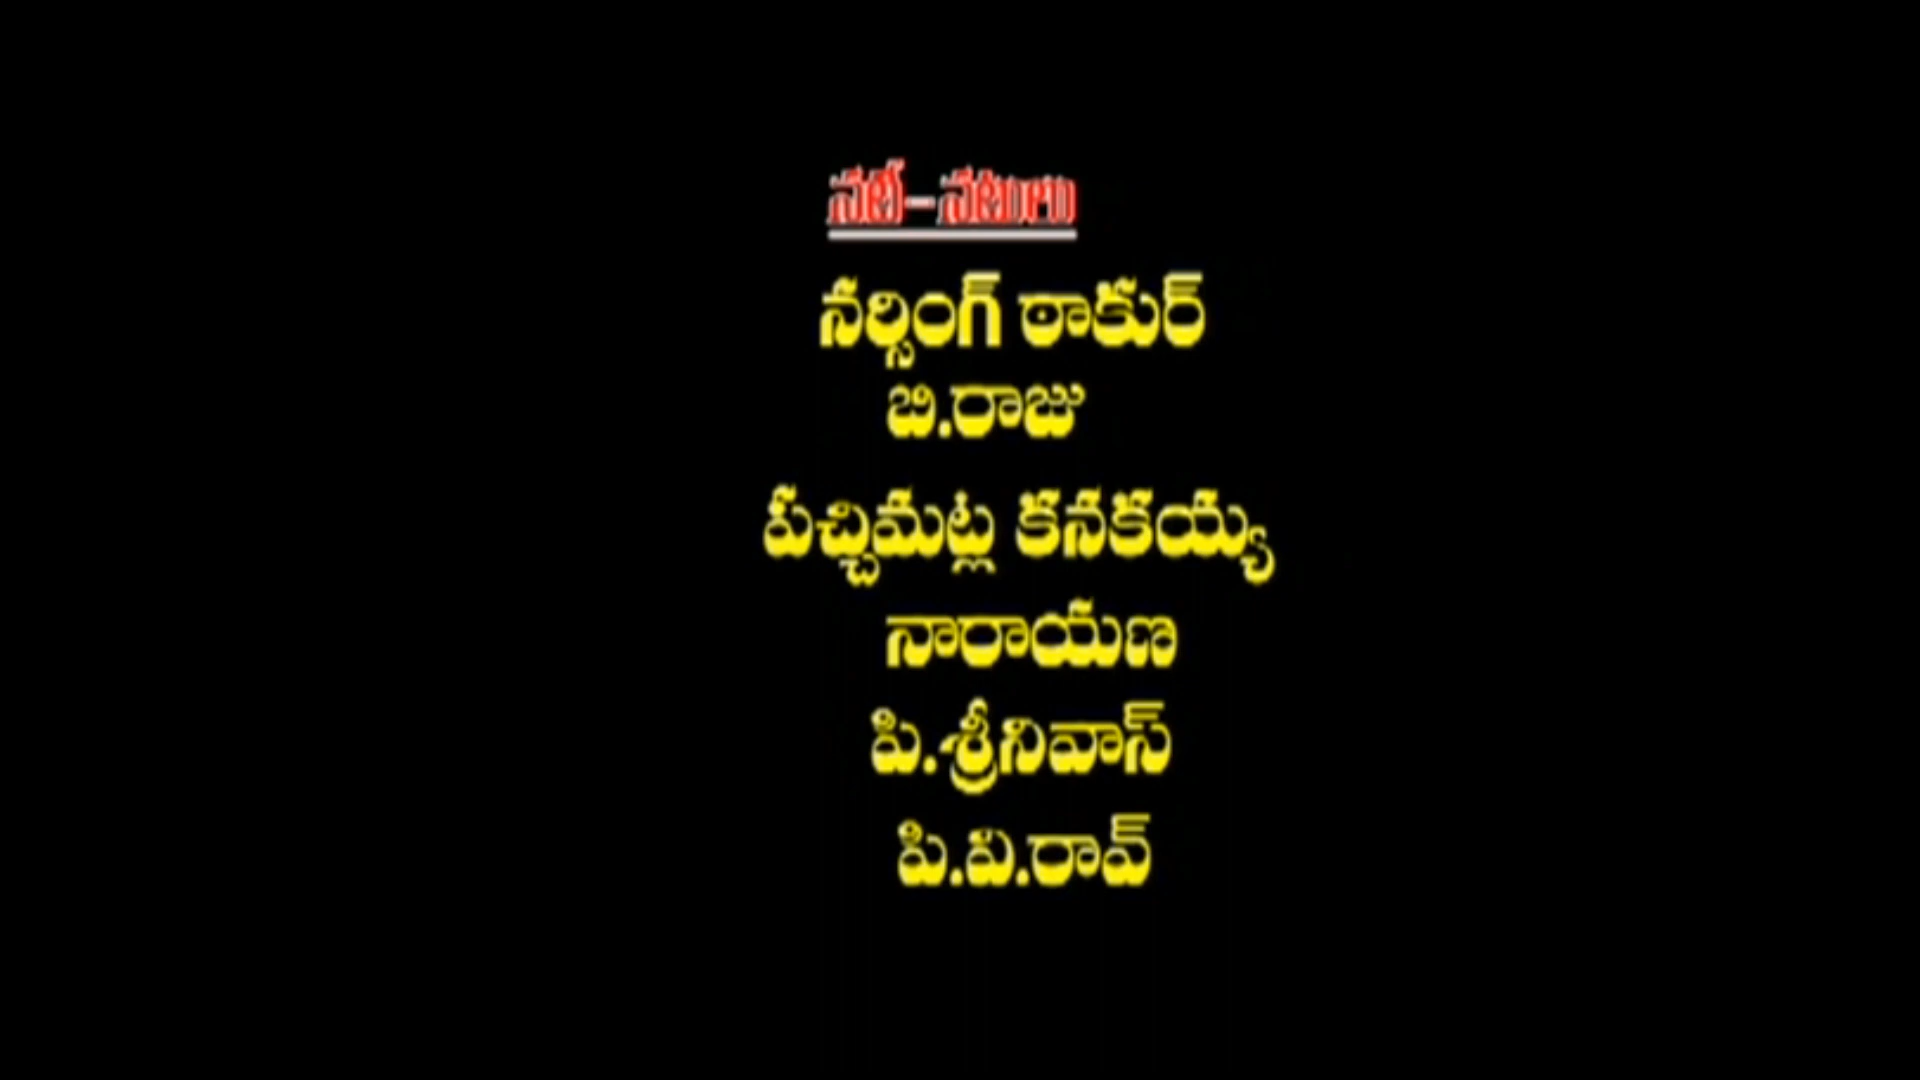 నటీ-నటులు
నర్సింగ్ ఠాకుర్
బి.రాజు
పచ్చిమట్ల కనకయ్య
నారాయణ
పి.శ్రీనివాస్
పి.వి.రావ్